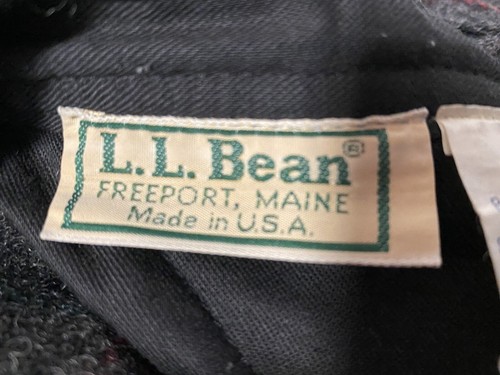 L.L.Bean®
FREEPORT, MAINE
Made in U.S.A.